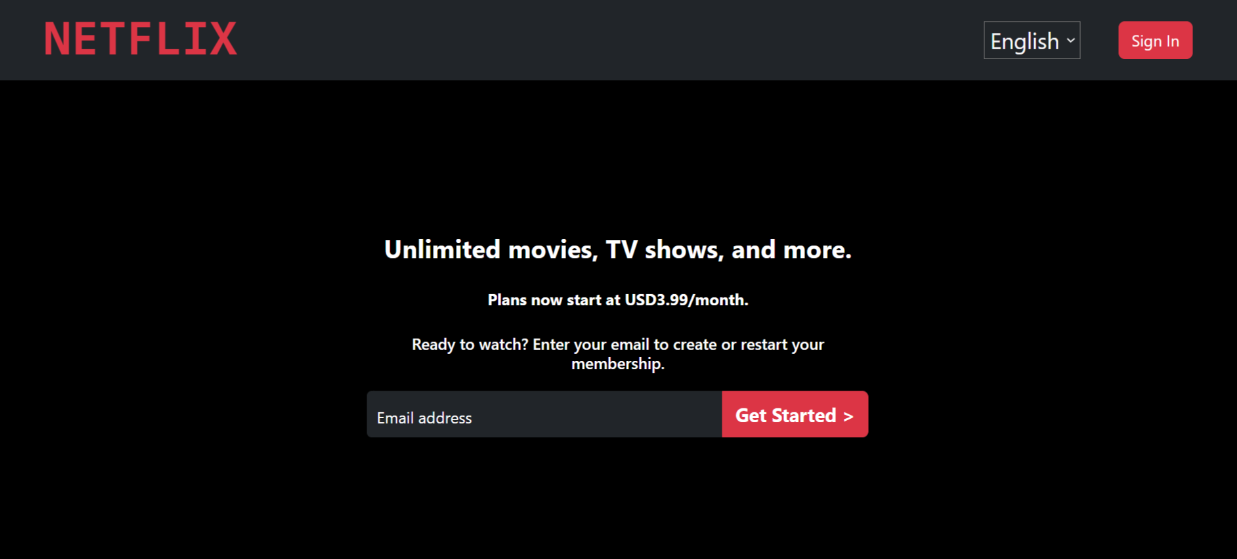 NETFLIX
English
Sign In
Unlimited movies, TV shows, and more.
Plans now start at USD3.99/month.
Ready to watch? Enter your email to create or restart your
membership.
Email address
Get Started >